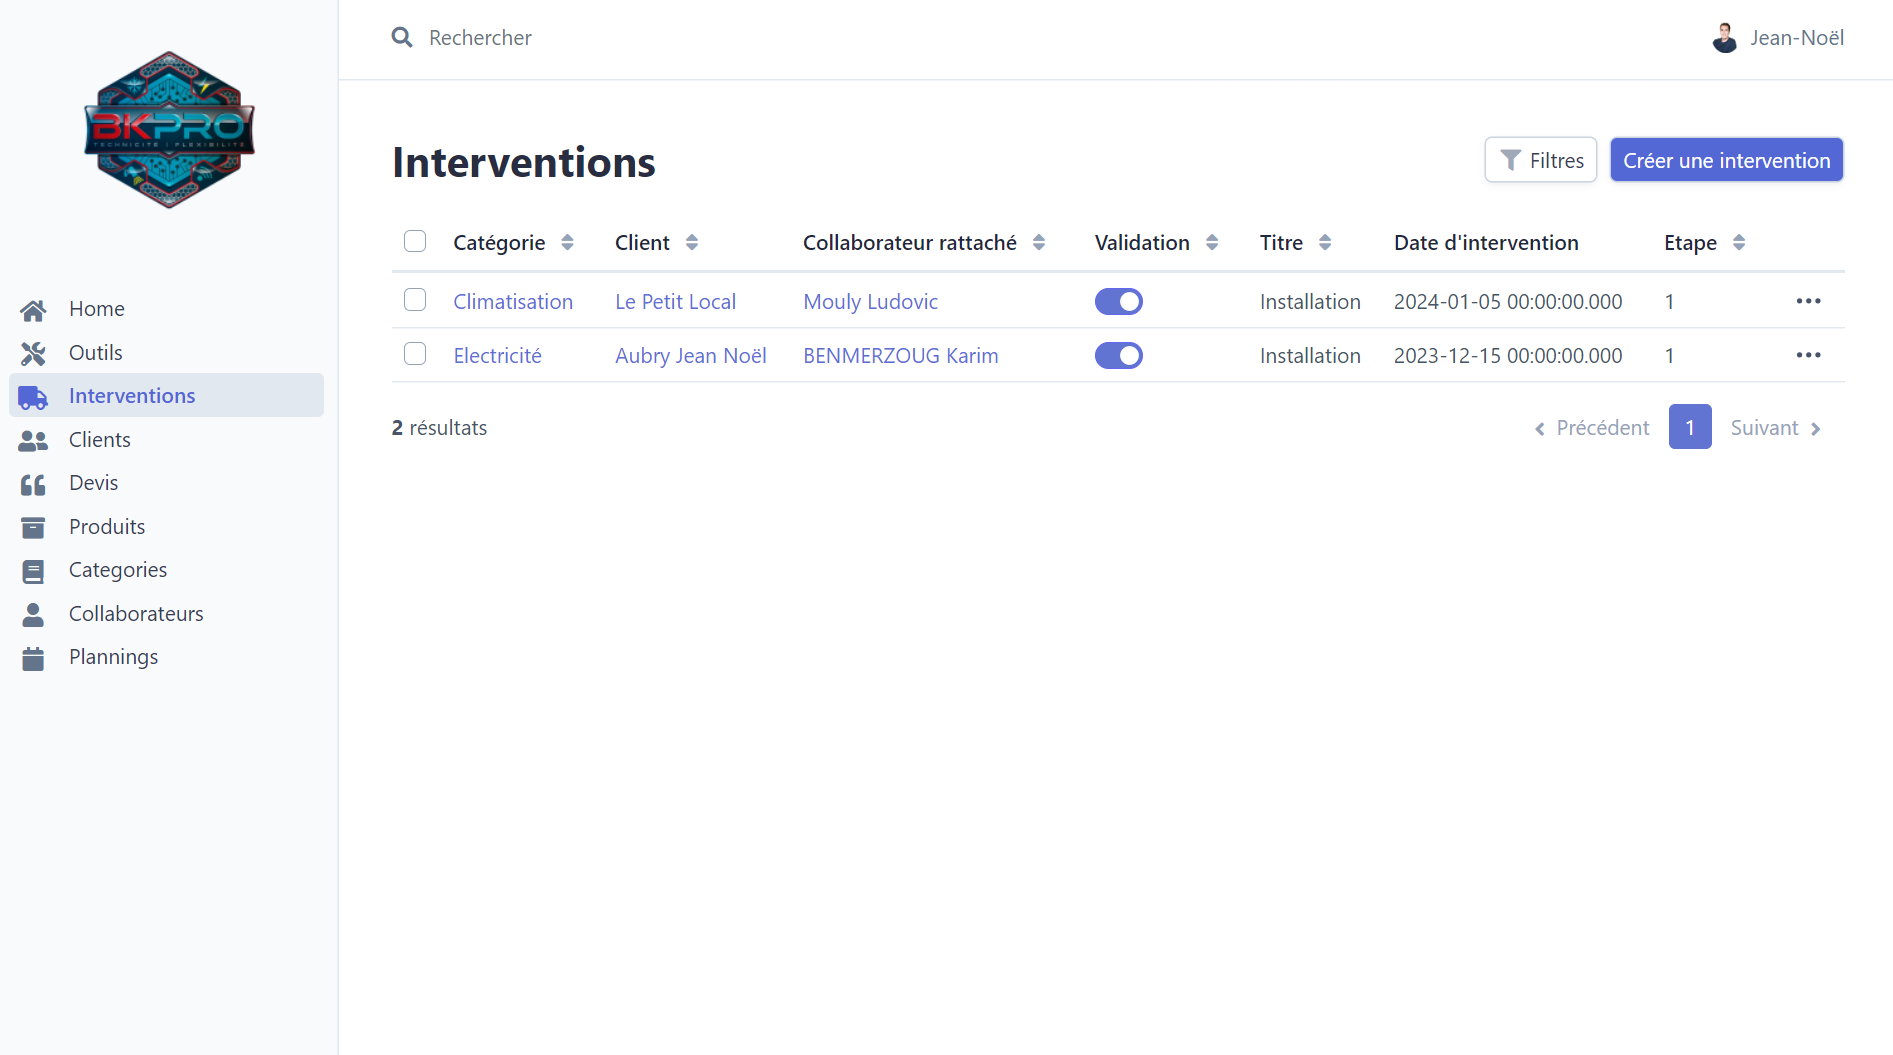 BKPRO
TECHNICITÉ | FLEXIBILITÉ
Home
Outils
Interventions
Clients
Devis
Produits
Categories
Collaborateurs
Plannings
Rechercher
Jean-Noël
Interventions
Filtres
Créer une intervention
Catégorie Client Collaborateur rattaché Validation Titre Date d'intervention Etape
Climatisation Le Petit Local Mouly Ludovic Installation 2024-01-05 00:00:00.000 1
Electricité Aubry Jean Noël BENMERZOUG Karim Installation 2023-12-15 00:00:00.000 1
2 résultats
Précédent 1 Suivant